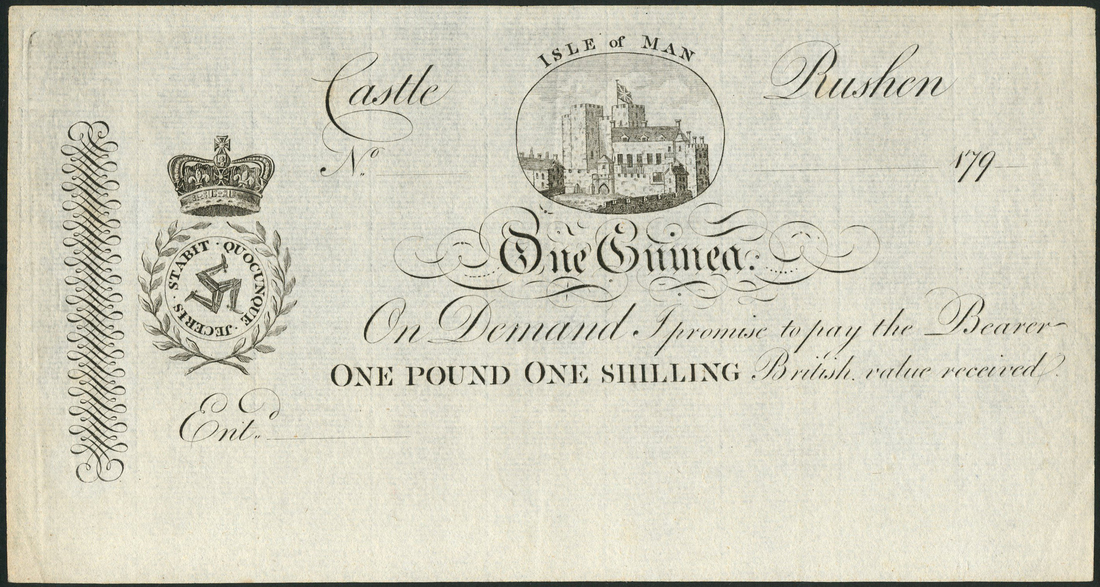 ISLE of MAN
Castle Rushen
No. 179
STABIT · QUOCUNQUE · JECERIS ·
One Guinea.
On Demand I promise to pay the Bearer
ONE POUND ONE SHILLING British value received.
Ent.d